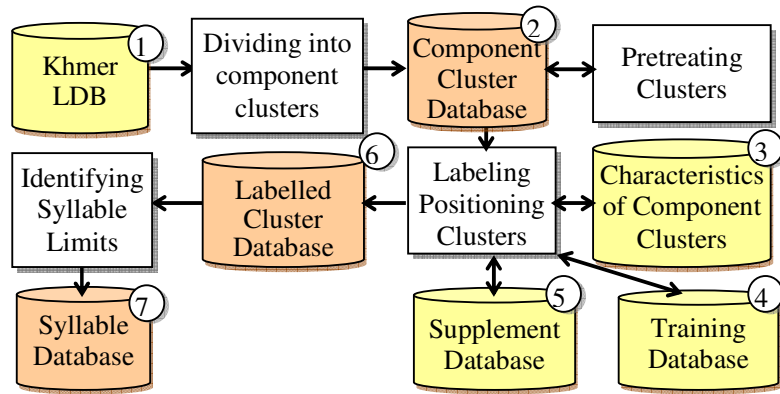 1
Khmer
LDB
Dividing into
component
clusters
2
Component
Cluster
Database
Pretreating
Clusters
3
Characteristics
of Component
Clusters
Labeling
Positioning
Clusters
6
Labelled
Cluster
Database
Identifying
Syllable
Limits
7
Syllable
Database
5
Supplement
Database
4
Training
Database